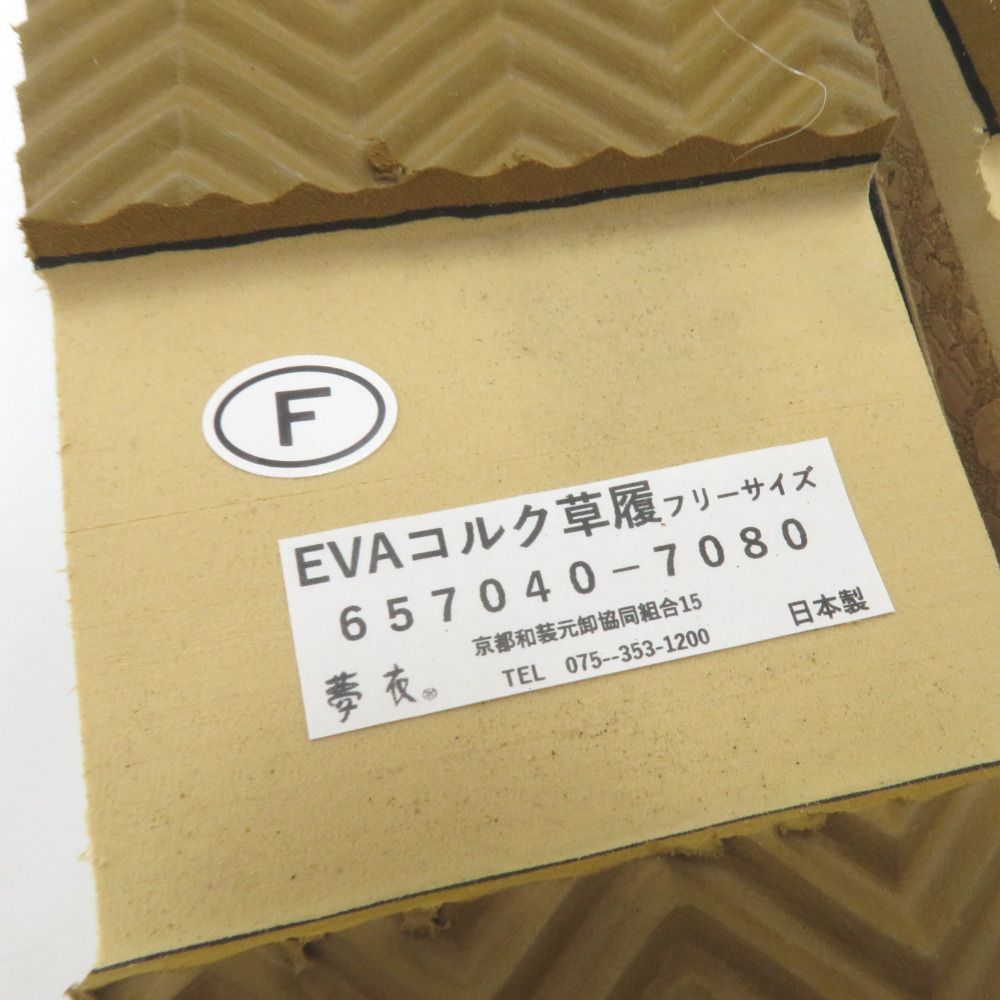 F
EVAコルク草履フリーサイズ
657040-7080
京都和装元卸協同組合15
日本製
夢夜
TEL 075--353-1200